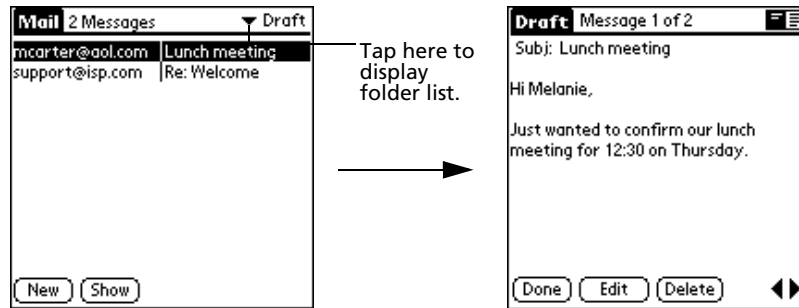 Mail 2 Messages Draft
mcarter@aol.com Lunch meeting
support@isp.com Re: Welcome
New Show
Tap here to
display
folder list.
Draft Message 1 of 2
Subj: Lunch meeting
Hi Melanie,
Just wanted to confirm our lunch
meeting for 12:30 on Thursday.
Done Edit Delete